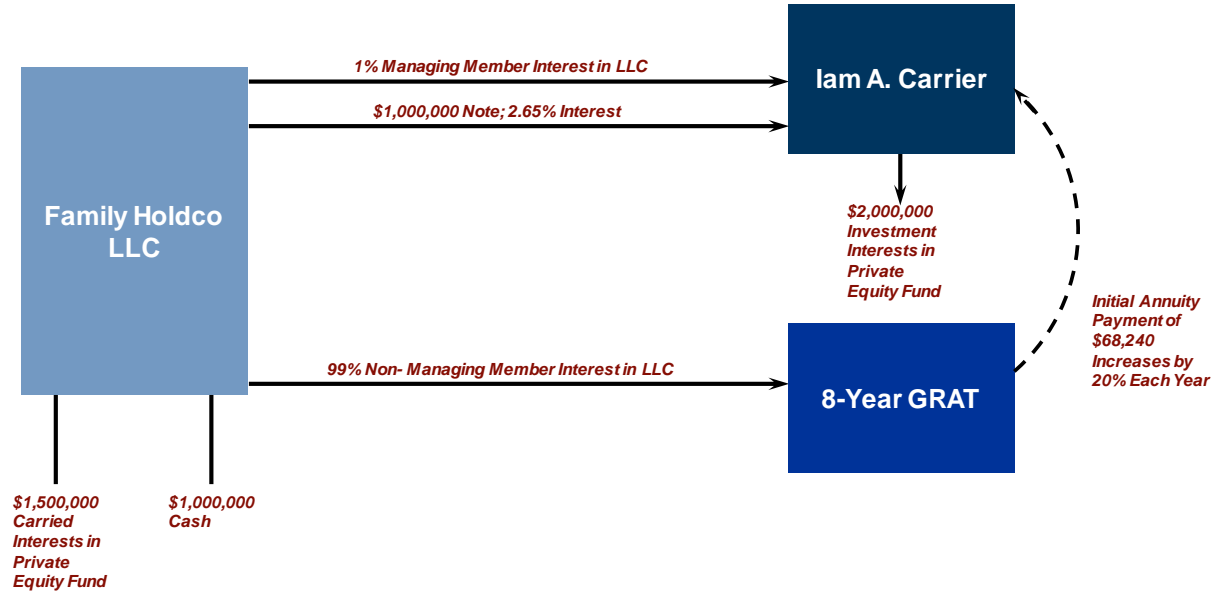 1% Managing Member Interest in LLC
$1,000,000 Note; 2.65% Interest
Iam A. Carrier
Family Holdco
LLC
$2,000,000
Investment
Interests in
Private
Equity Fund
Initial Annuity
Payment of
$68,240
Increases by
20% Each Year
99% Non- Managing Member Interest in LLC
8-Year GRAT
$1,500,000
Carried
Interests in
Private
Equity Fund
$1,000,000
Cash